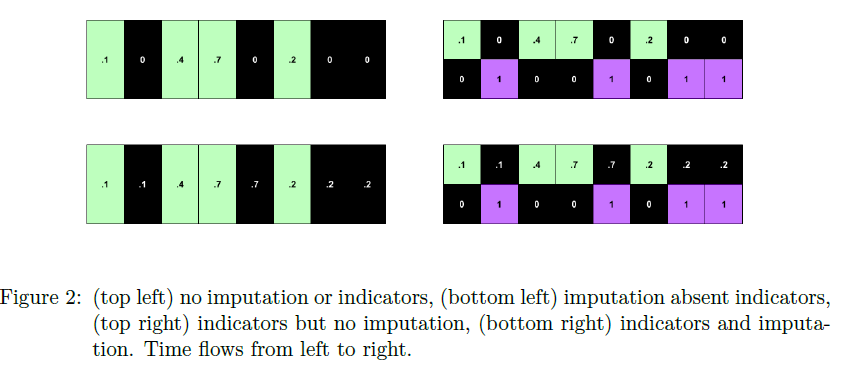 .1 0 .4 .7 0 .2 0 0
.1 0 .4 .7 0 .2 0 0
0 1 0 0 1 0 1 1
.1 .1 .4 .7 .7 .2 .2 .2
.1 .1 .4 .7 .7 .2 .2 .2
0 1 0 0 1 0 1 1
Figure 2: (top left) no imputation or indicators, (bottom left) imputation absent indicators,
(top right) indicators but no imputation, (bottom right) indicators and imputa-
tion. Time flows from left to right.